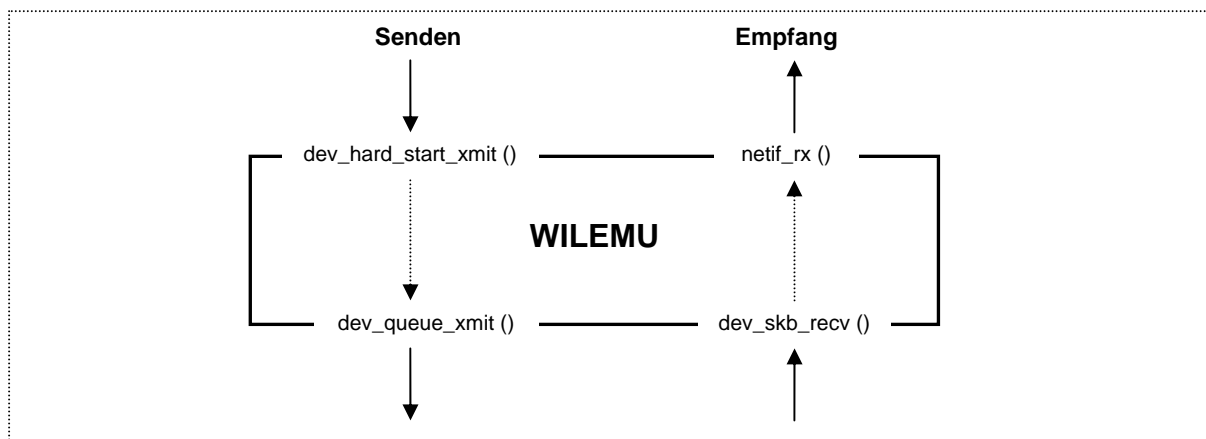 Senden Empfang
dev_hard_start_xmit () netif_rx ()
WILEMU
dev_queue_xmit () dev_skb_recv ()